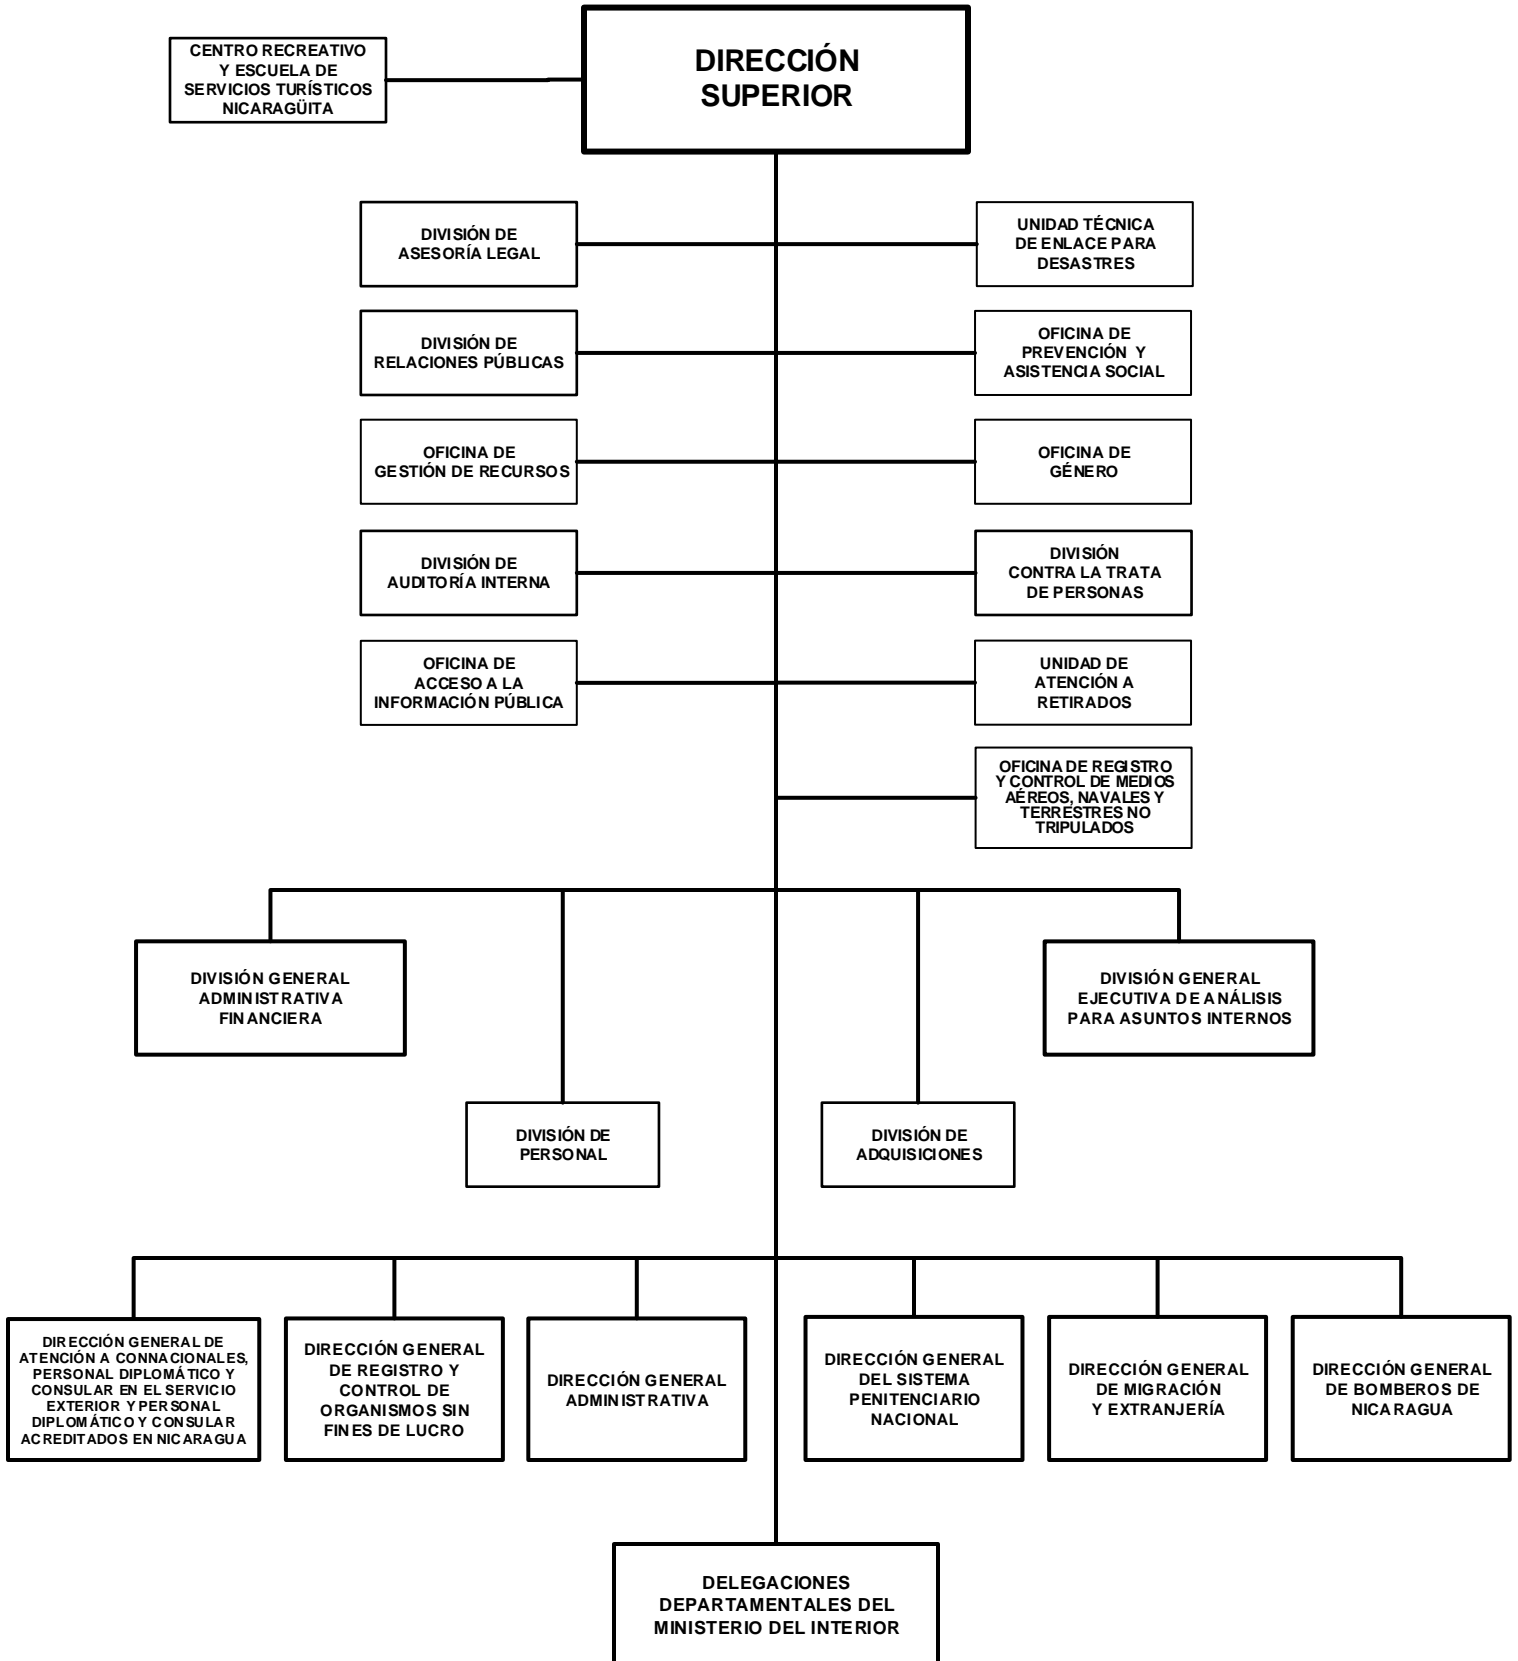 CENTRO RECREATIVO
Y ESCUELA DE
SERVICIOS TURÍSTICOS
NICARAGÜITA
DIRECCIÓN
SUPERIOR
DIVISIÓN DE
ASESORÍA LEGAL
UNIDAD TÉCNICA
DE ENLACE PARA
DESASTRES
DIVISIÓN DE
RELACIONES PÚBLICAS
OFICINA DE
PREVENCIÓN Y
ASISTENCIA SOCIAL
OFICINA DE
GESTIÓN DE RECURSOS
OFICINA DE
GÉNERO
DIVISIÓN DE
AUDITORÍA INTERNA
DIVISIÓN
CONTRA LA TRATA
DE PERSONAS
OFICINA DE
ACCESO A LA
INFORMACIÓN PÚBLICA
UNIDAD DE
ATENCIÓN A
RETIRADOS
OFICINA DE REGISTRO
Y CONTROL DE MEDIOS
AÉREOS, NAVALES Y
TERRESTRES NO
TRIPULADOS
DIVISIÓN GENERAL
ADMINISTRATIVA
FINANCIERA
DIVISIÓN GENERAL
EJECUTIVA DE ANÁLISIS
PARA ASUNTOS INTERNOS
DIVISIÓN DE
PERSONAL
DIVISIÓN DE
ADQUISICIONES
DIRECCIÓN GENERAL DE
ATENCIÓN A CONNACIONALES,
PERSONAL DIPLOMÁTICO Y
CONSULAR EN EL SERVICIO
EXTERIOR Y PERSONAL
DIPLOMÁTICO Y CONSULAR
ACREDITADOS EN NICARAGUA
DIRECCIÓN GENERAL
DE REGISTRO Y
CONTROL DE
ORGANISMOS SIN
FINES DE LUCRO
DIRECCIÓN GENERAL
ADMINISTRATIVA
DIRECCIÓN GENERAL
DEL SISTEMA
PENITENCIARIO
NACIONAL
DIRECCIÓN GENERAL
DE MIGRACIÓN
Y EXTRANJERÍA
DIRECCIÓN GENERAL
DE BOMBEROS DE
NICARAGUA
DELEGACIONES
DEPARTAMENTALES DEL
MINISTERIO DEL INTERIOR